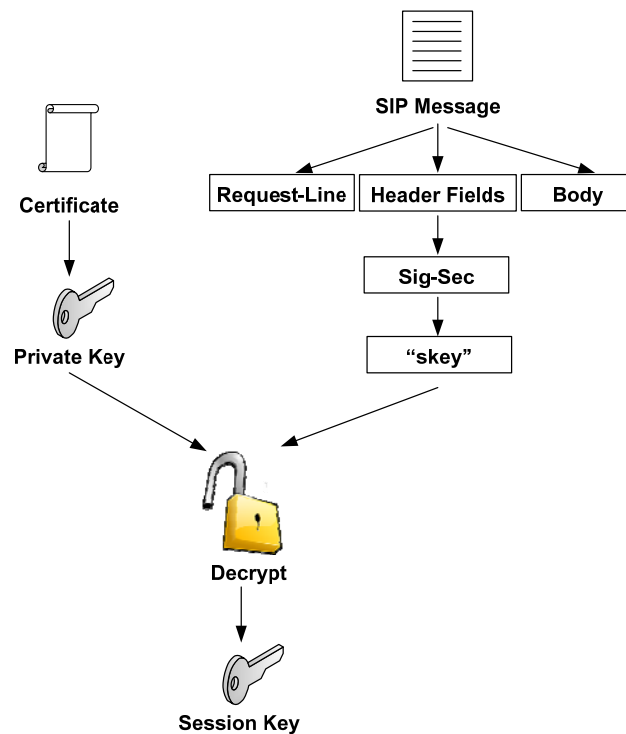 SIP Message
Request-Line
Header Fields
Body
Certificate
Sig-Sec
Private Key
“skey”
Decrypt
Session Key